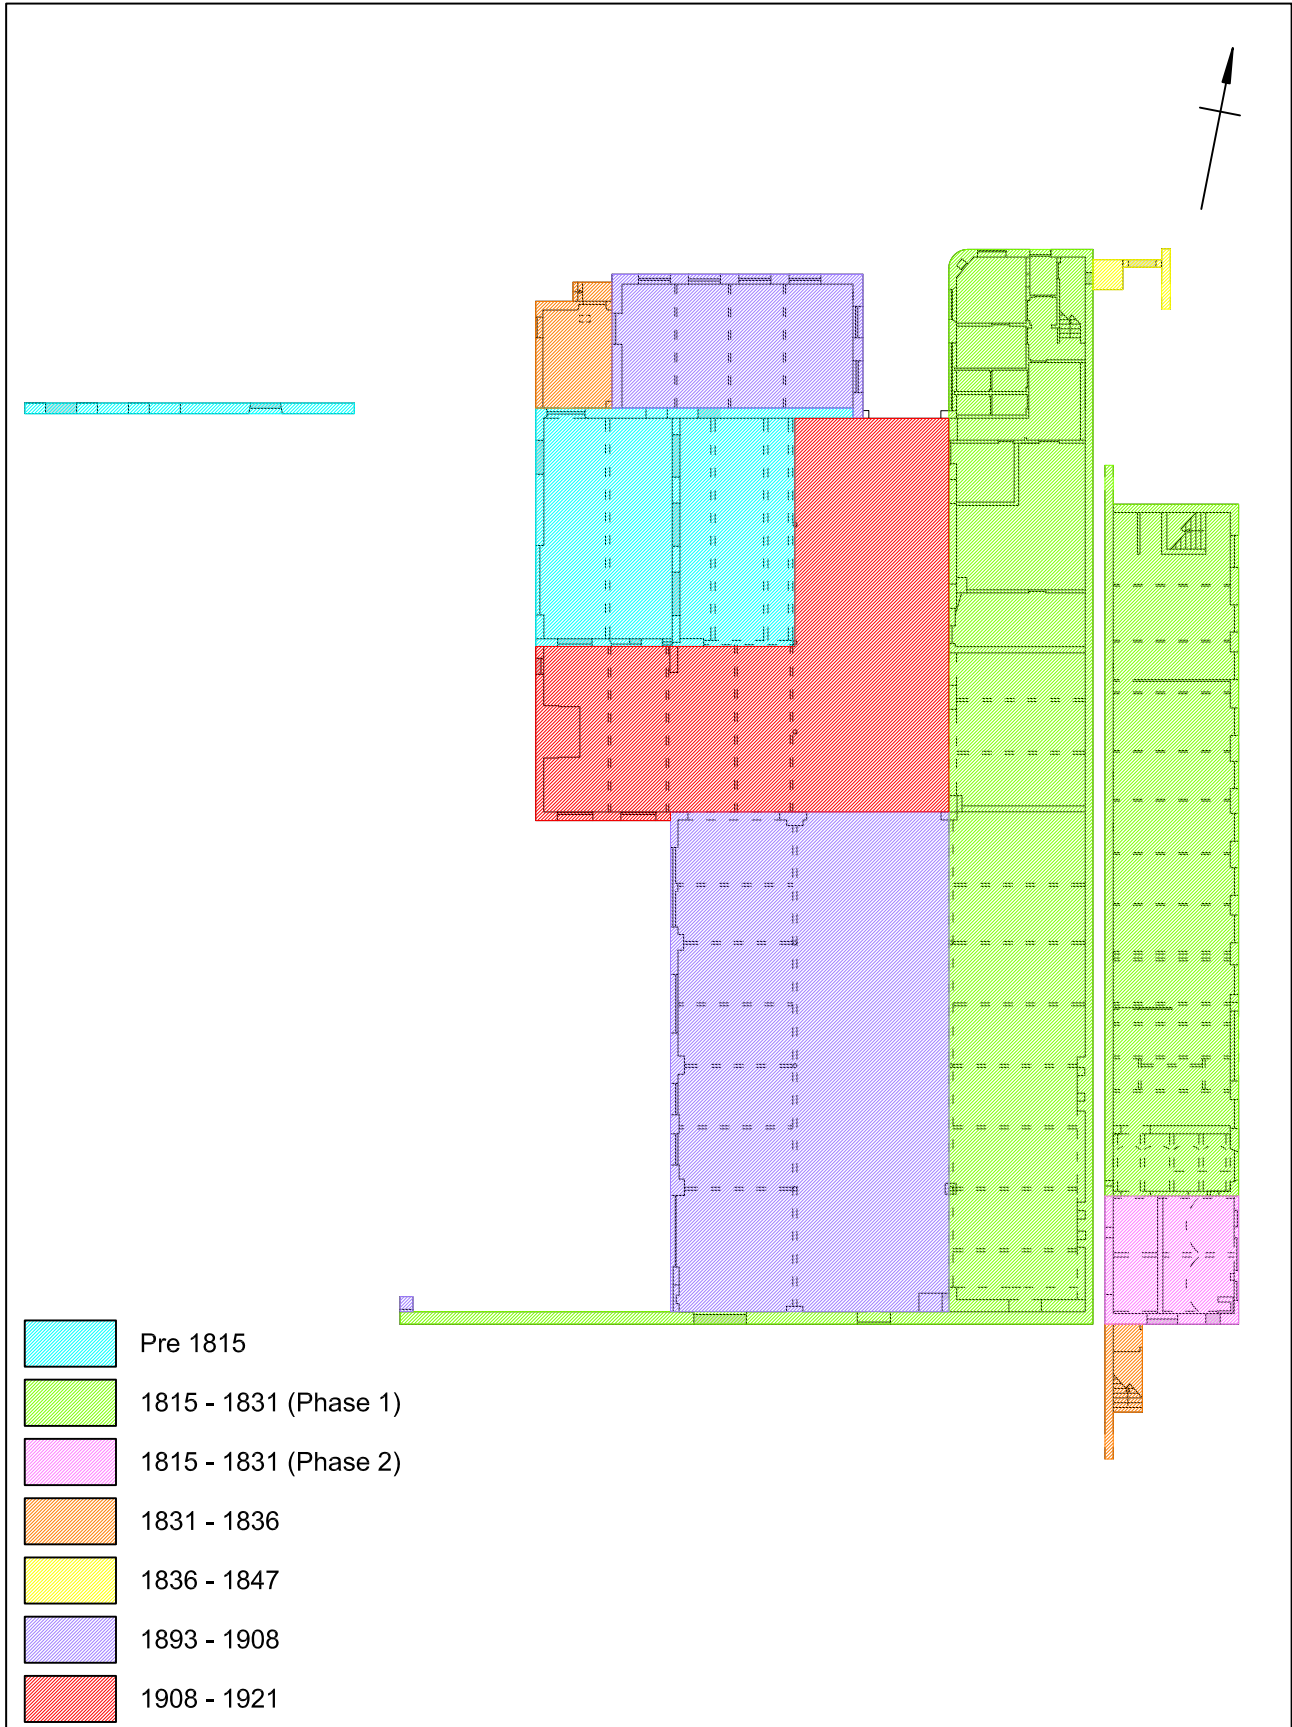 Pre 1815
1815 - 1831 (Phase 1)
1815 - 1831 (Phase 2)
1831 - 1836
1836 - 1847
1893 - 1908
1908 - 1921